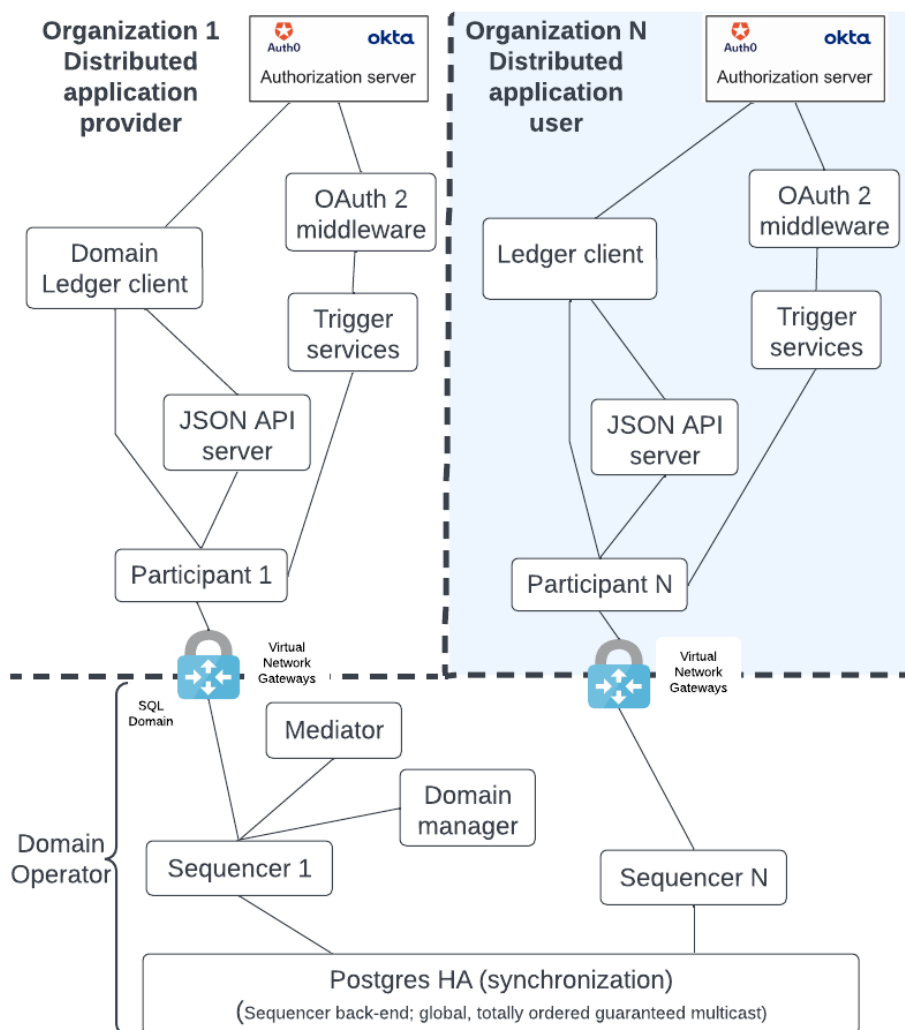 Organization 1
Distributed
application
provider
Auth0
okta
Authorization server
OAuth 2
middleware
Domain
Ledger client
Trigger
services
JSON API
server
Participant 1
Virtual
Network
Gateways
Organization N
Distributed
application
user
Auth0
okta
Authorization server
OAuth 2
middleware
Ledger client
Trigger
services
JSON API
server
Participant N
Virtual
Network
Gateways
SQL
Domain
Mediator
Domain
manager
Domain
Operator
Sequencer 1
Sequencer N
Postgres HA (synchronization)
(Sequencer back-end; global, totally ordered guaranteed multicast)